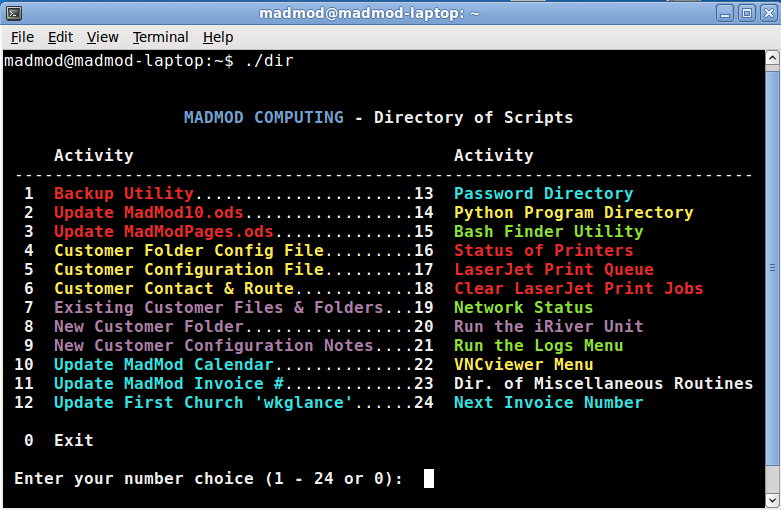 madmod@madmod-laptop: ~
File Edit View Terminal Help
madmod@madmod-laptop:~$ ./dir
MADMOD COMPUTING - Directory of Scripts
Activity Activity
--------------------------------------------------------------------------
1 Backup Utility......................13 Password Directory
2 Update MadMod10.ods.................14 Python Program Directory
3 Update MadModPages.ods..............15 Bash Finder Utility
4 Customer Folder Config File.........16 Status of Printers
5 Customer Configuration File.........17 LaserJet Print Queue
6 Customer Contact & Route............18 Clear LaserJet Print Jobs
7 Existing Customer Files & Folders...19 Network Status
8 New Customer Folder.................20 Run the iRiver Unit
9 New Customer Configuration Notes....21 Run the Logs Menu
10 Update MadMod Calendar..............22 VNCviewer Menu
11 Update MadMod Invoice #.............23 Dir. of Miscellaneous Routines
12 Update First Church 'wkglance'......24 Next Invoice Number
0 Exit
Enter your number choice (1 - 24 or 0):